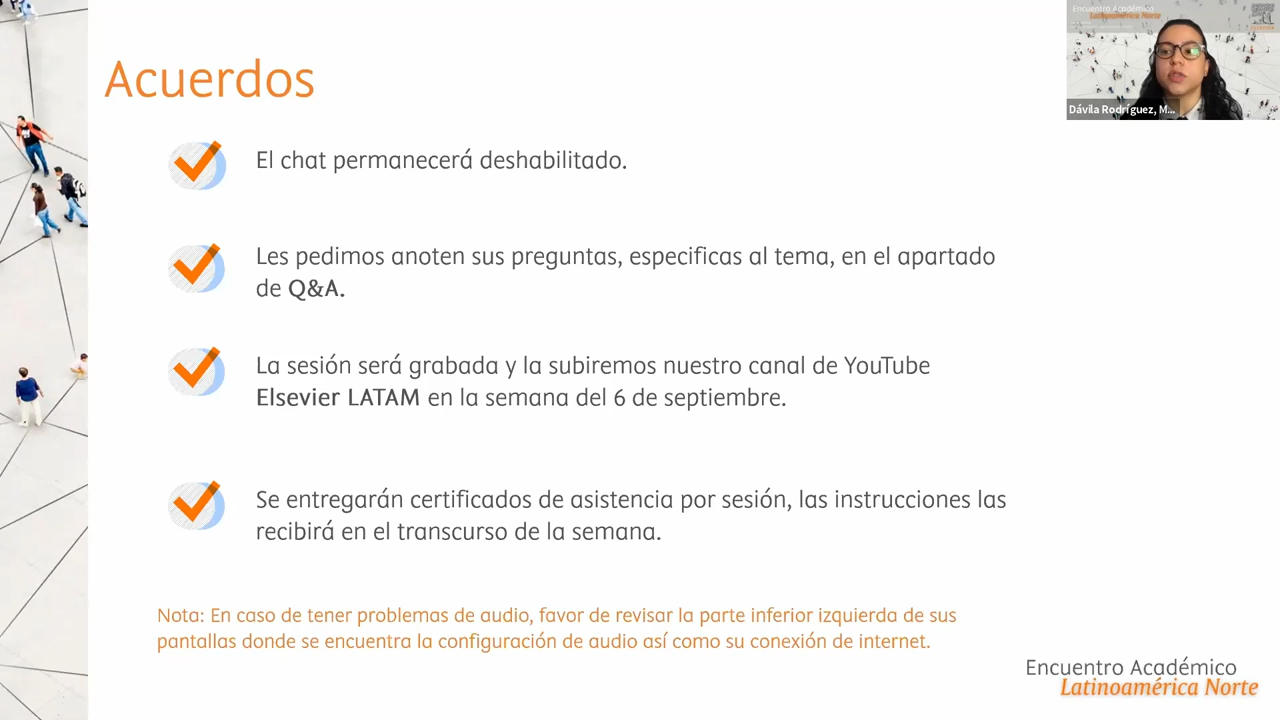 Acuerdos
El chat permanecerá deshabilitado.
Les pedimos anoten sus preguntas, especificas al tema, en el apartado
de Q&A.
La sesión será grabada y la subiremos nuestro canal de YouTube
Elsevier LATAM en la semana del 6 de septiembre.
Se entregarán certificados de asistencia por sesión, las instrucciones las
recibirá en el transcurso de la semana.
Nota: En caso de tener problemas de audio, favor de revisar la parte inferior izquierda de sus
pantallas donde se encuentra la configuración de audio así como su conexión de internet.
Encuentro Académico
Latinoamérica Norte
Encuentro Académico
Latinoamérica Norte
Dávila Rodríguez, M...